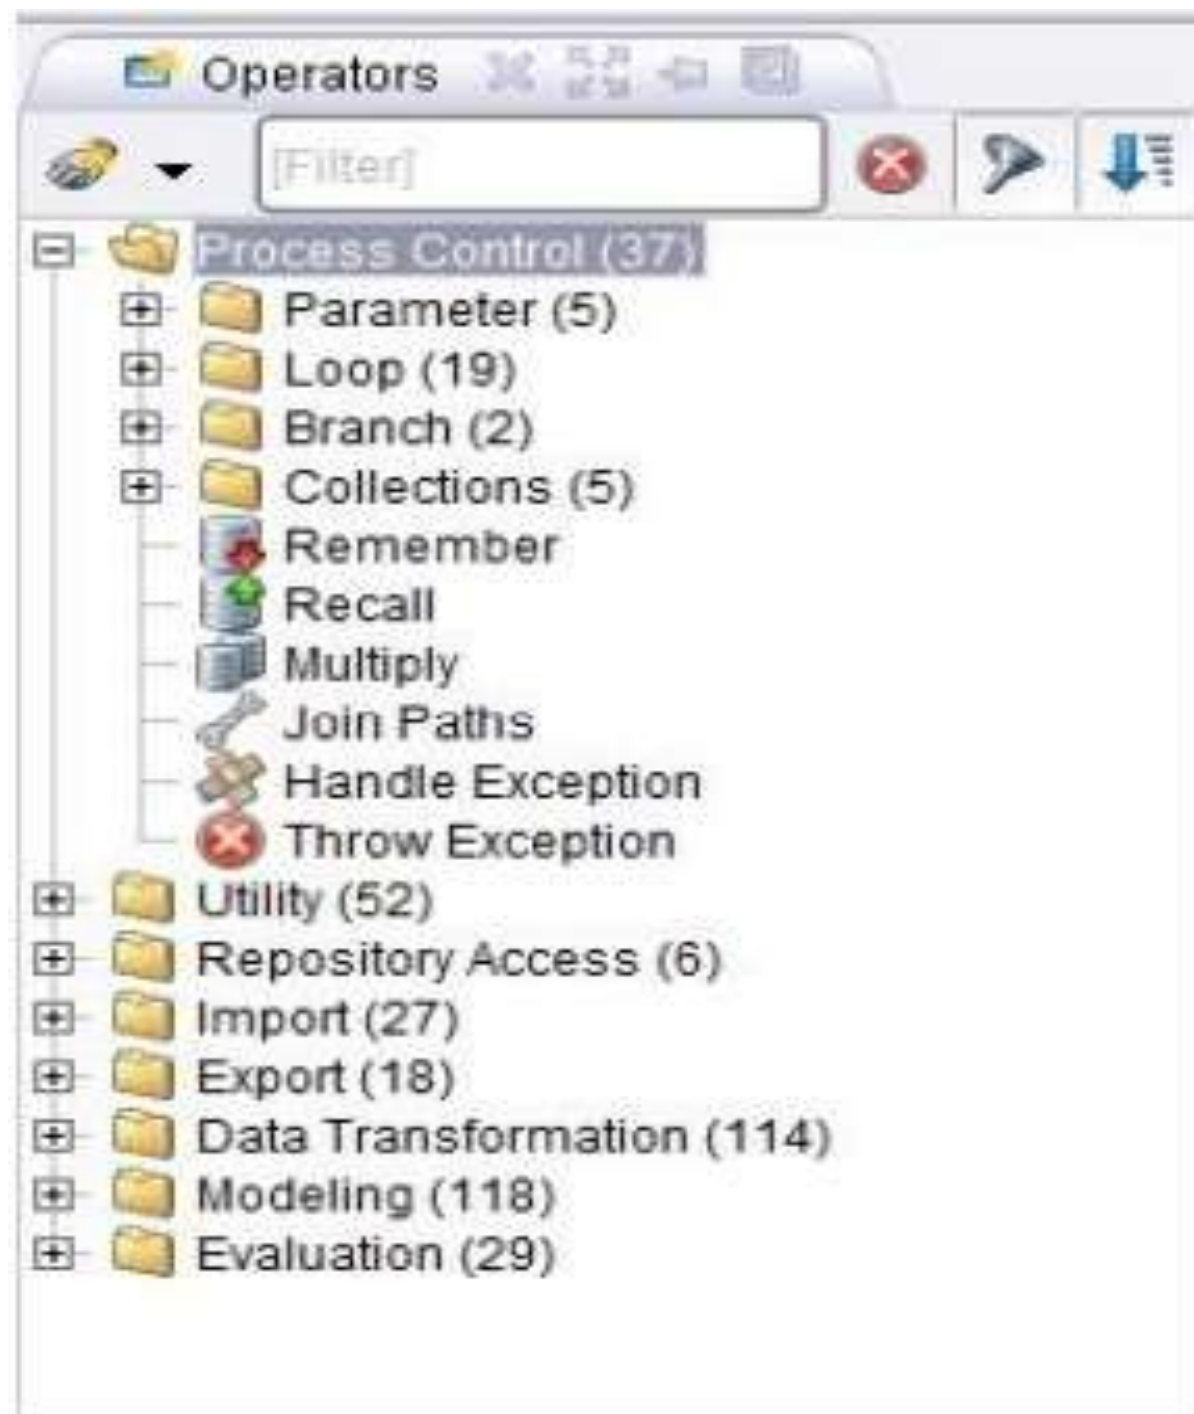 Operators
[Filter]
Process Control (37)
Parameter (5)
Loop (19)
Branch (2)
Collections (5)
Remember
Recall
Multiply
Join Paths
Handle Exception
Throw Exception
Utility (52)
Repository Access (6)
Import (27)
Export (18)
Data Transformation (114)
Modeling (118)
Evaluation (29)